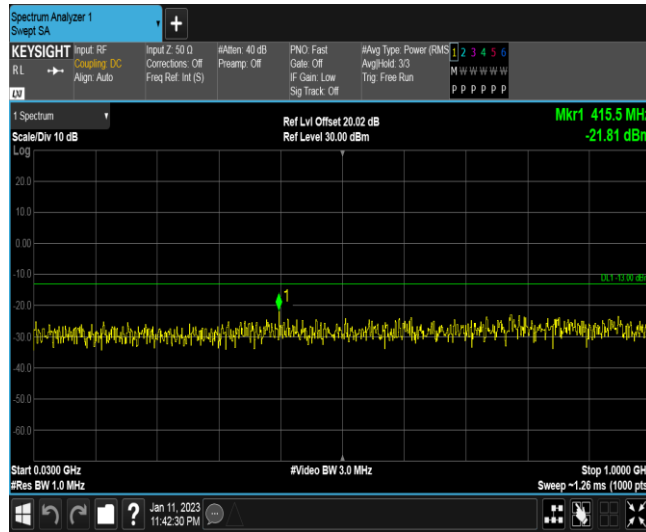 Spectrum Analyzer 1
Swept SA
+
KEYSIGHT Input: RF Input Z: 50 Ω #Atten: 40 dB PNO: Fast #Avg Type: Power (RMS 1 2 3 4 5 6
RL Coupling: DC Corrections: Off Preamp: Off Gate: Off Avg|Hold: 3/3 M W W W W W
Align: Auto Freq Ref: Int (S) IF Gain: Low Trig: Free Run
LXI Sig Track: Off P P P P P P
1 Spectrum Ref Lvl Offset 20.02 dB Mkr1 415.5 MHz
Scale/Div 10 dB Ref Level 30.00 dBm -21.81 dBm
Log
20.0
10.0
0.00
-10.0
DL1 -13.00 dBm
1
-20.0
-30.0
-40.0
-50.0
-60.0
Start 0.0300 GHz #Video BW 3.0 MHz Stop 1.0000 GHz
#Res BW 1.0 MHz Sweep ~1.26 ms (1000 pts)
? Jan 11, 2023
11:42:30 PM